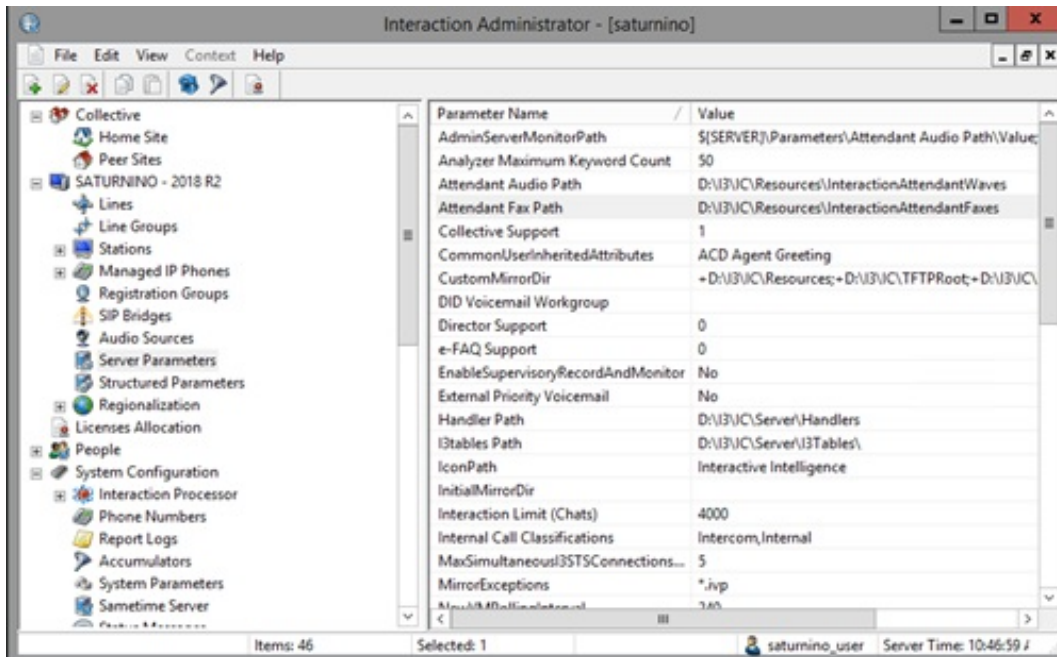 Interaction Administrator - [saturnino]
File Edit View Context Help
Collective
Home Site
Peer Sites
SATURNINO - 2018 R2
Lines
Line Groups
Stations
Managed IP Phones
Registration Groups
SIP Bridges
Audio Sources
Server Parameters
Structured Parameters
Regionalization
Licenses Allocation
People
System Configuration
Interaction Processor
Phone Numbers
Report Logs
Accumulators
System Parameters
Sametime Server
Parameter Name / Value
AdminServerMonitorPath $[SERVER]\Parameters\Attendant Audio Path\Value;
Analyzer Maximum Keyword Count 50
Attendant Audio Path D:\I3\IC\Resources\InteractionAttendantWaves
Attendant Fax Path D:\I3\IC\Resources\InteractionAttendantFaxes
Collective Support 1
CommonUserInheritedAttributes ACD Agent Greeting
CustomMirrorDir +D:\I3\IC\Resources;+D:\I3\IC\TFTPRoot;+D:\I3\IC\
DID Voicemail Workgroup
Director Support 0
e-FAQ Support 0
EnableSupervisoryRecordAndMonitor No
External Priority Voicemail No
Handler Path D:\I3\IC\Server\Handlers
I3tables Path D:\I3\IC\Server\I3Tables\
IconPath Interactive Intelligence
InitialMirrorDir
Interaction Limit (Chats) 4000
Internal Call Classifications Intercom,Internal
MaxSimultaneousI3STSConnections... 5
MirrorExceptions *.ivp
Items: 46 Selected: 1 saturnino_user Server Time: 10:46:59